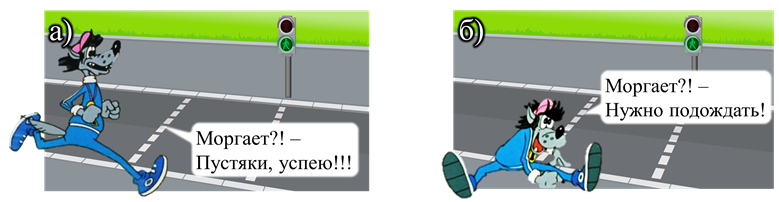 а)
Моргает?! –
Пустяки, успею!!!
б)
Моргает?! –
Нужно подождать!